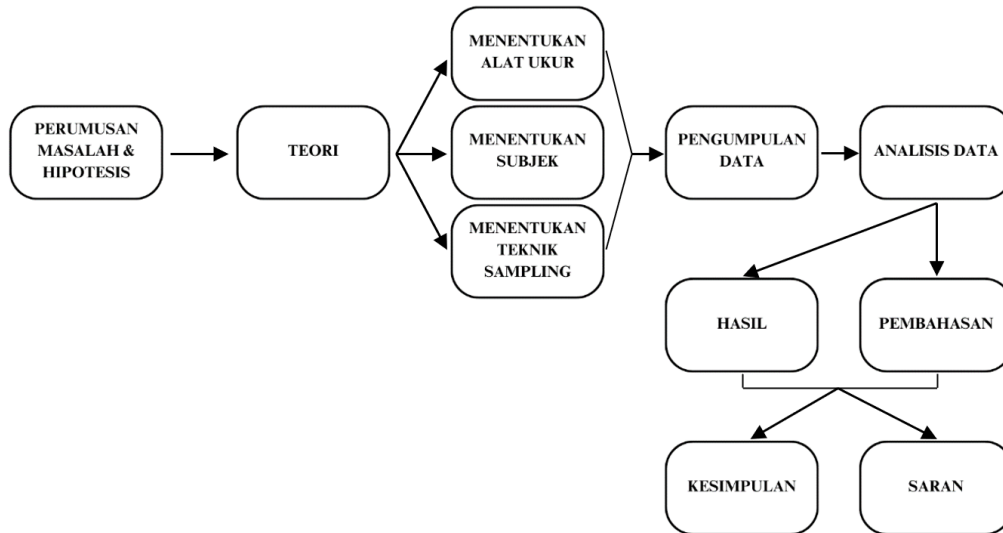 PERUMUSAN
MASALAH &
HIPOTESIS
TEORI
MENENTUKAN
ALAT UKUR
MENENTUKAN
SUBJEK
MENENTUKAN
TEKNIK
SAMPLING
PENGUMPULAN
DATA
ANALISIS DATA
HASIL
PEMBAHASAN
KESIMPULAN
SARAN